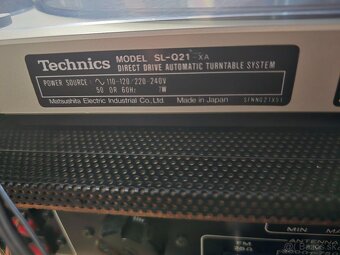 Technics MODEL SL-Q21 -XA
DIRECT DRIVE AUTOMATIC TURNTABLE SYSTEM
POWER SOURCE : ∿ 110-120/220-240V
50 OR 60Hz 7W
Matsushita Electric Industrial Co.,Ltd. Made in Japan
MIN MA
FM ANTENNA